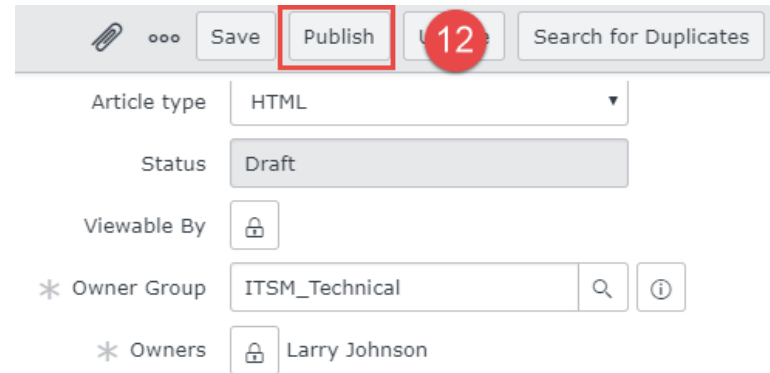 Save Publish 12 Search for Duplicates
Article type HTML
Status Draft
Viewable By
* Owner Group ITSM_Technical
* Owners Larry Johnson